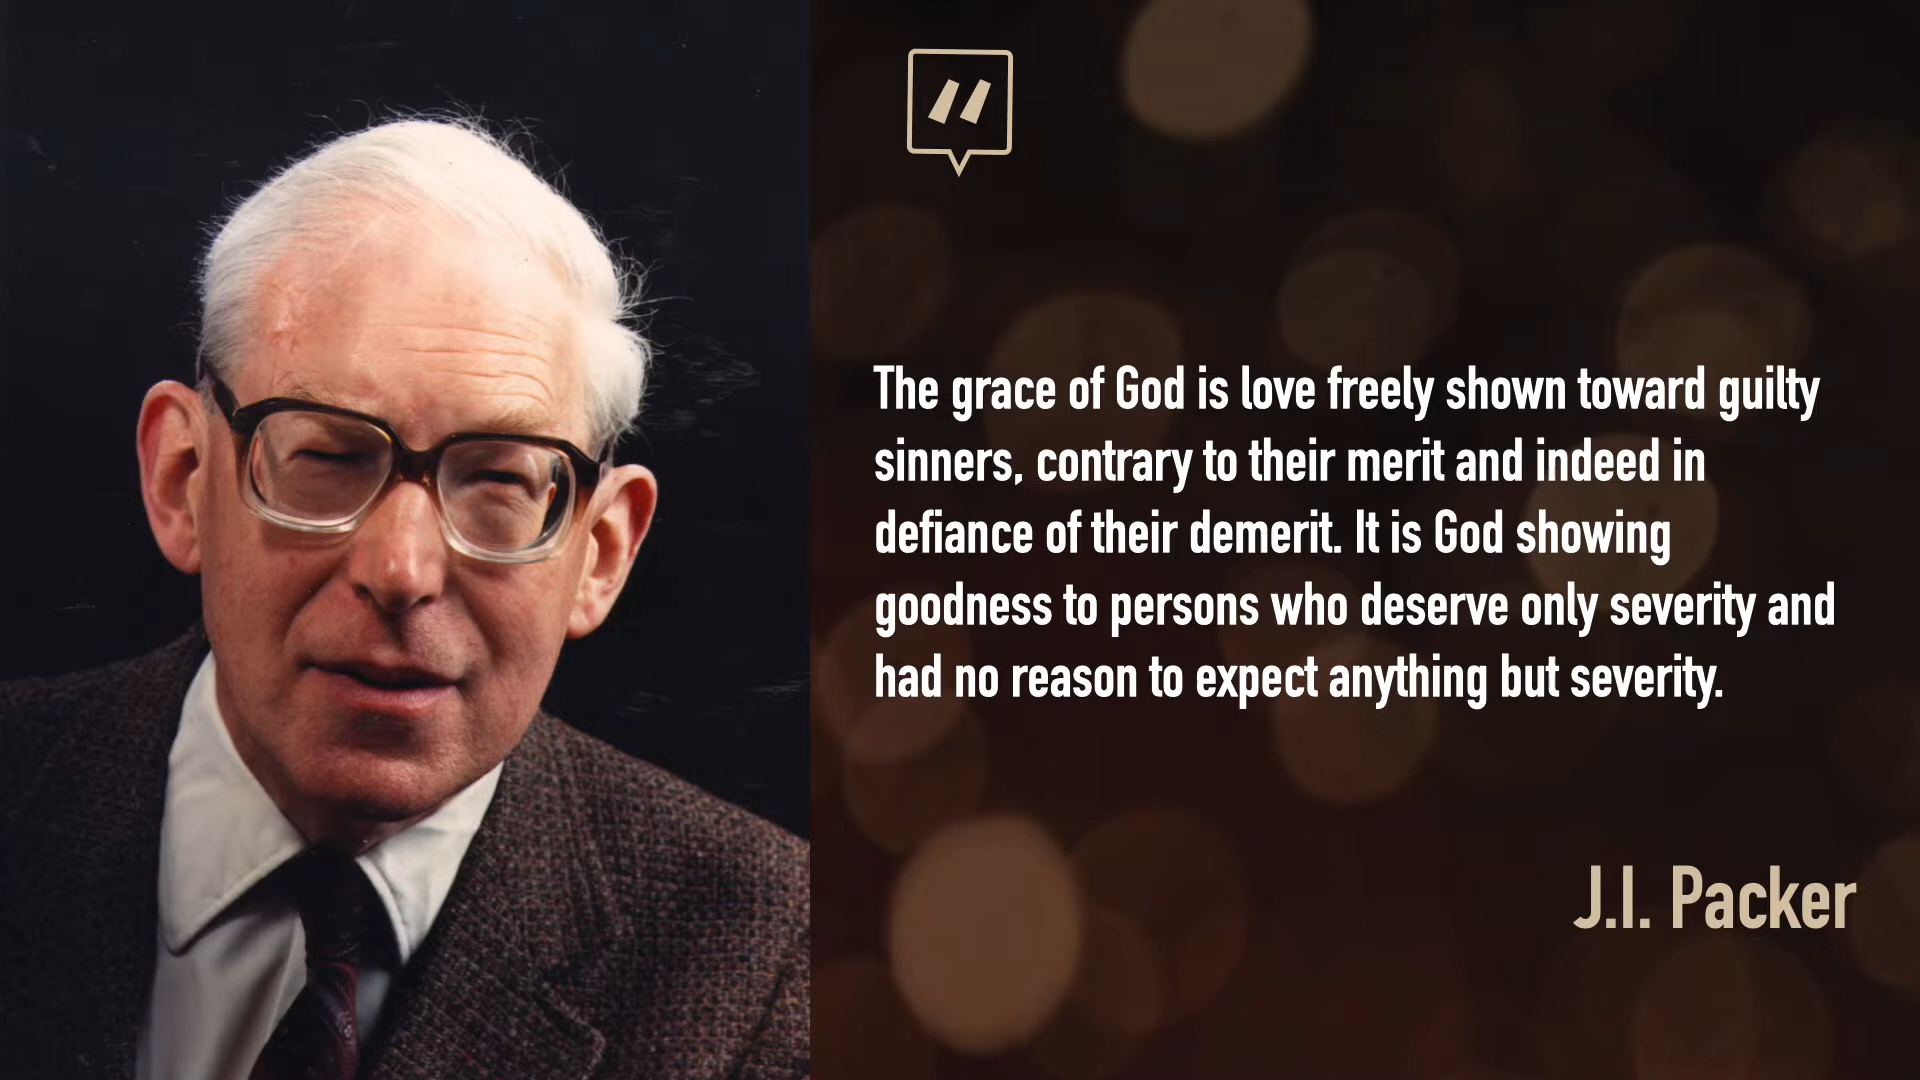 The grace of God is love freely shown toward guilty
sinners, contrary to their merit and indeed in
defiance of their demerit. It is God showing
goodness to persons who deserve only severity and
had no reason to expect anything but severity.
J.I. Packer